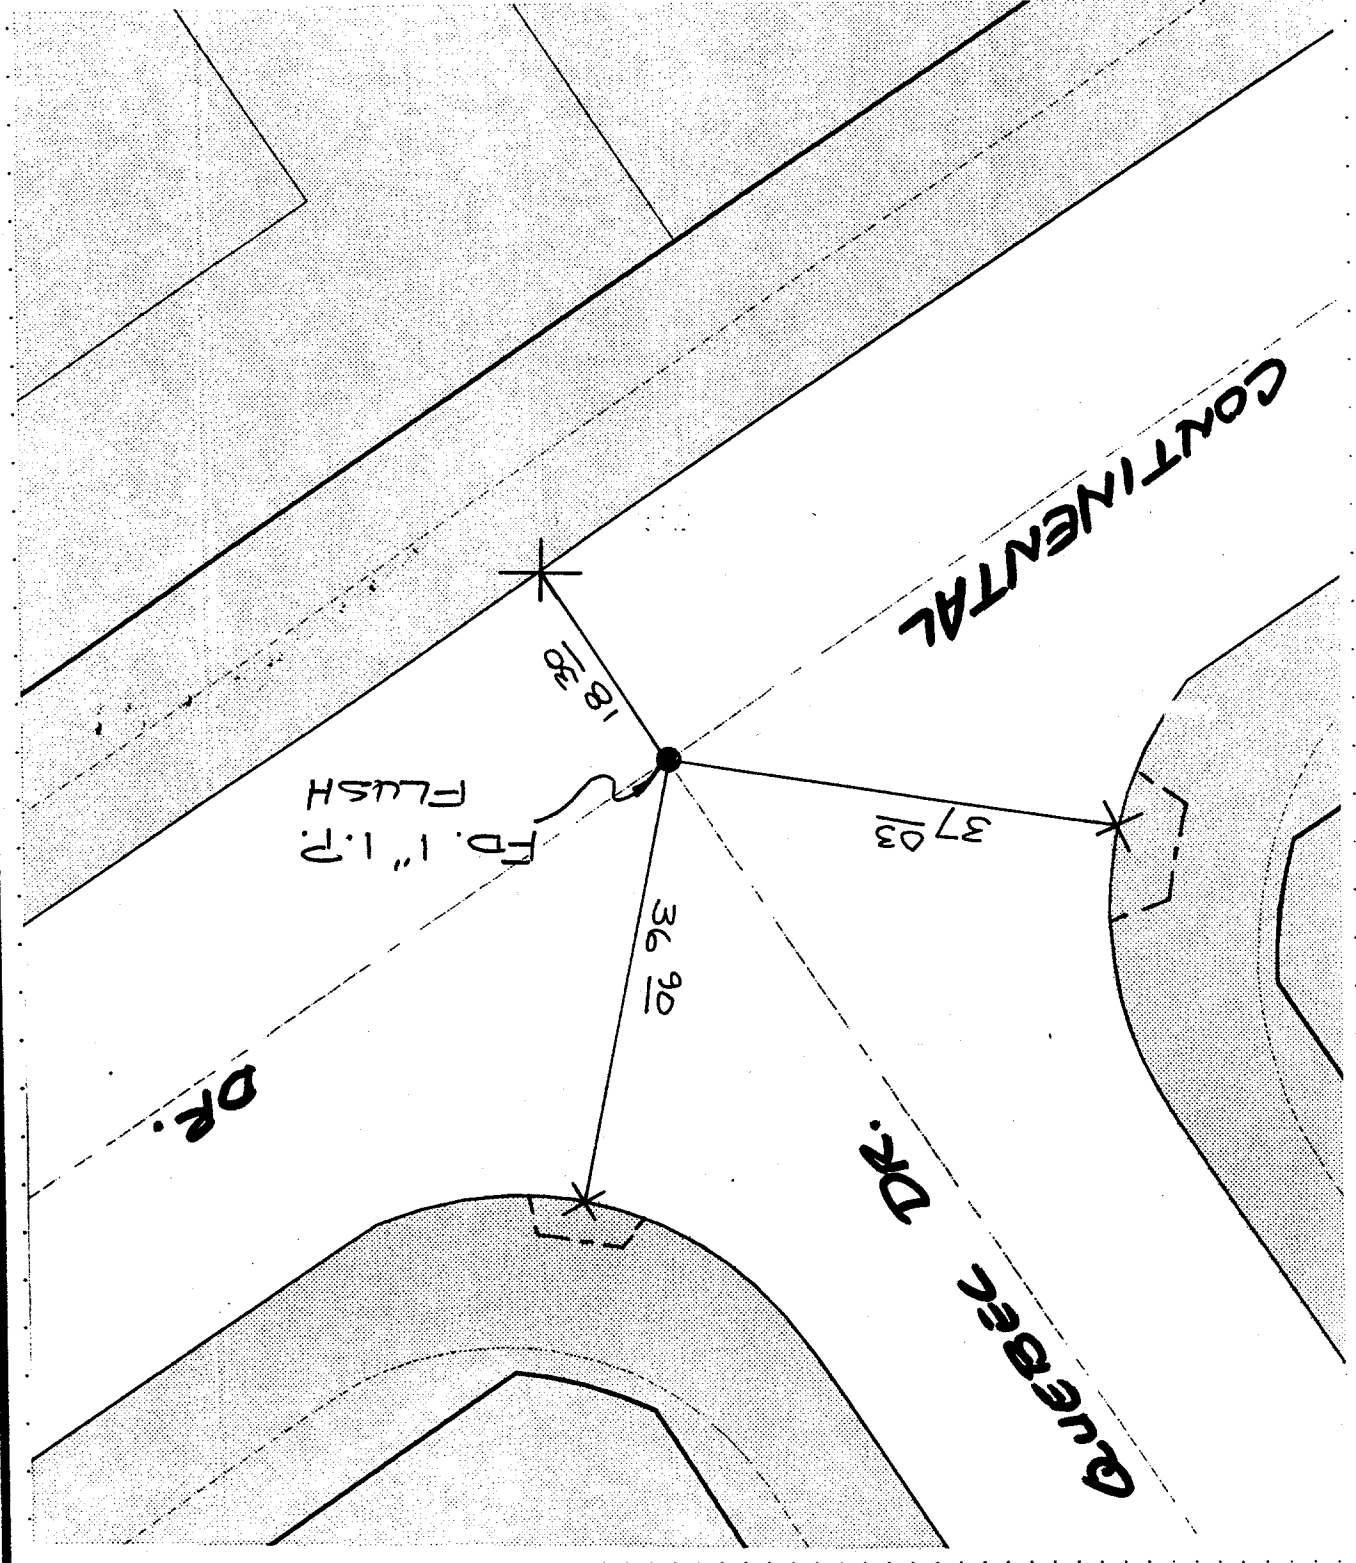 CONTINENTAL
DR.
QUEBEC DR.
FD. 1" I.P.
FLUSH
18 30
37 03
36 90